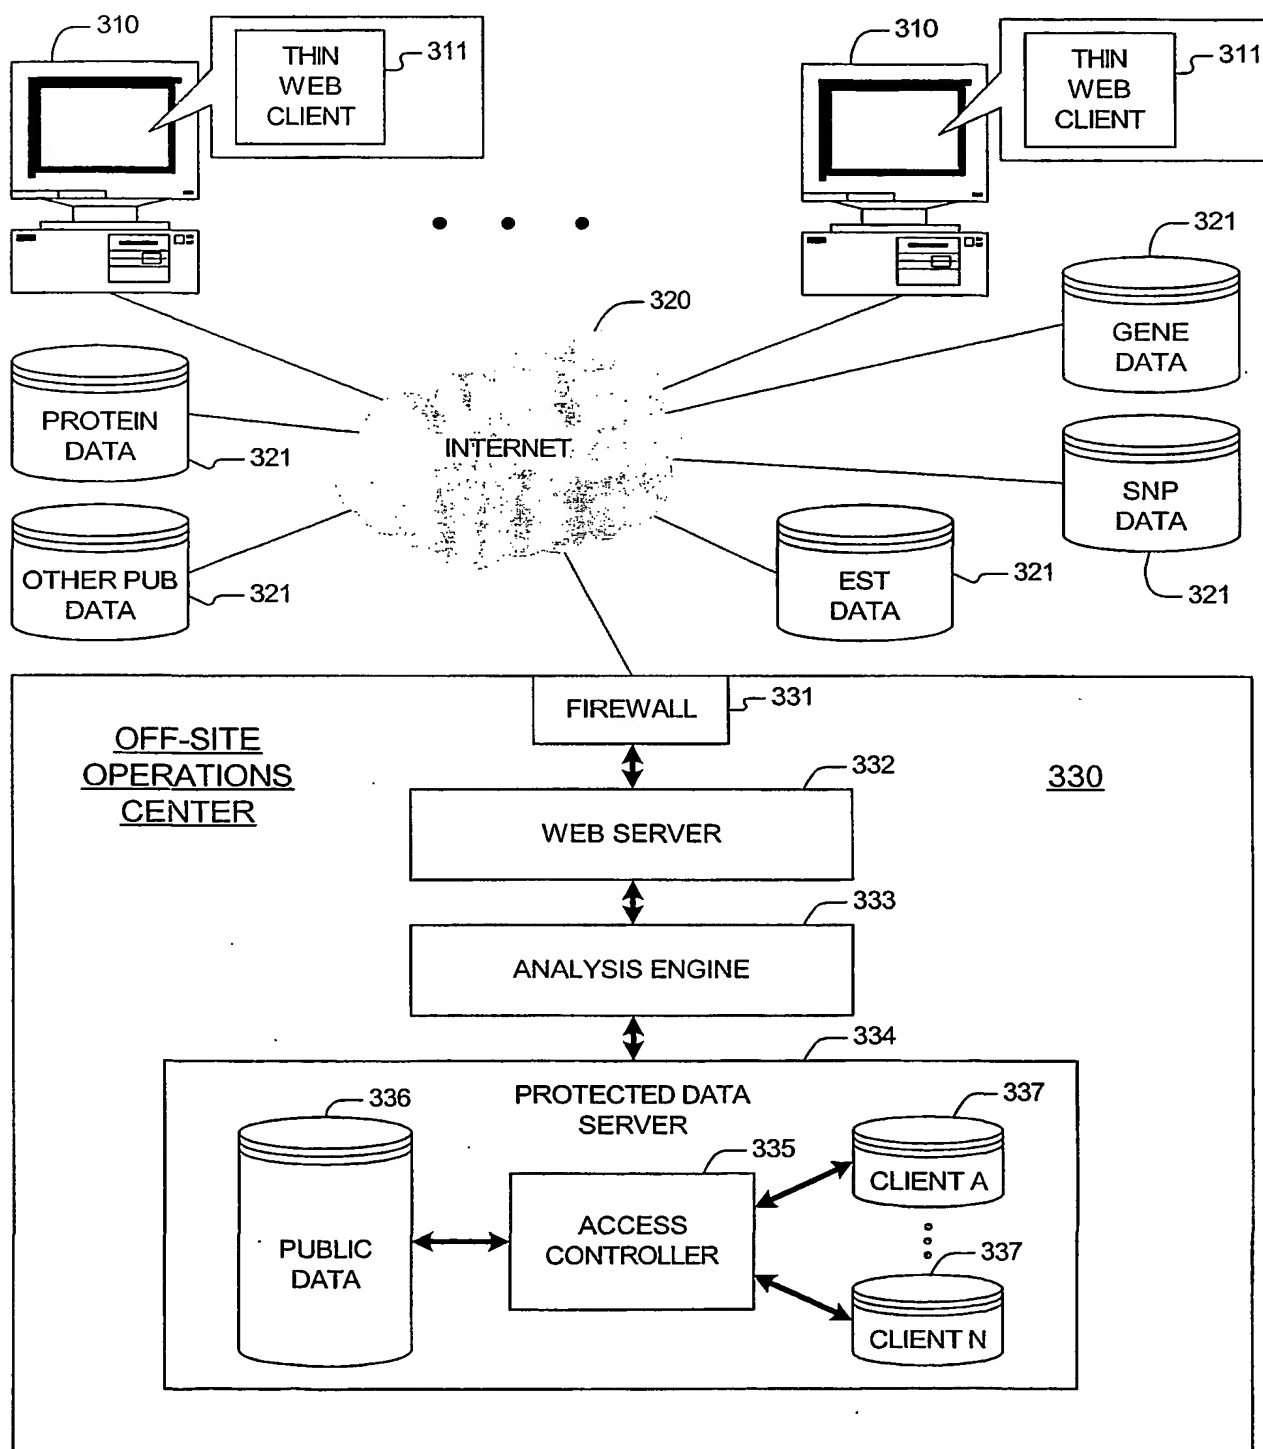 310
THIN
WEB
CLIENT
311
310
THIN
WEB
CLIENT
311
321
GENE
DATA
320
INTERNET
PROTEIN
DATA
321
SNP
DATA
321
OTHER PUB
DATA
321
EST
DATA
321
FIREWALL
331
OFF-SITE
OPERATIONS
CENTER
330
332
WEB SERVER
333
ANALYSIS ENGINE
334
PROTECTED DATA
SERVER
336
PUBLIC
DATA
335
ACCESS
CONTROLLER
337
CLIENT A
337
CLIENT N